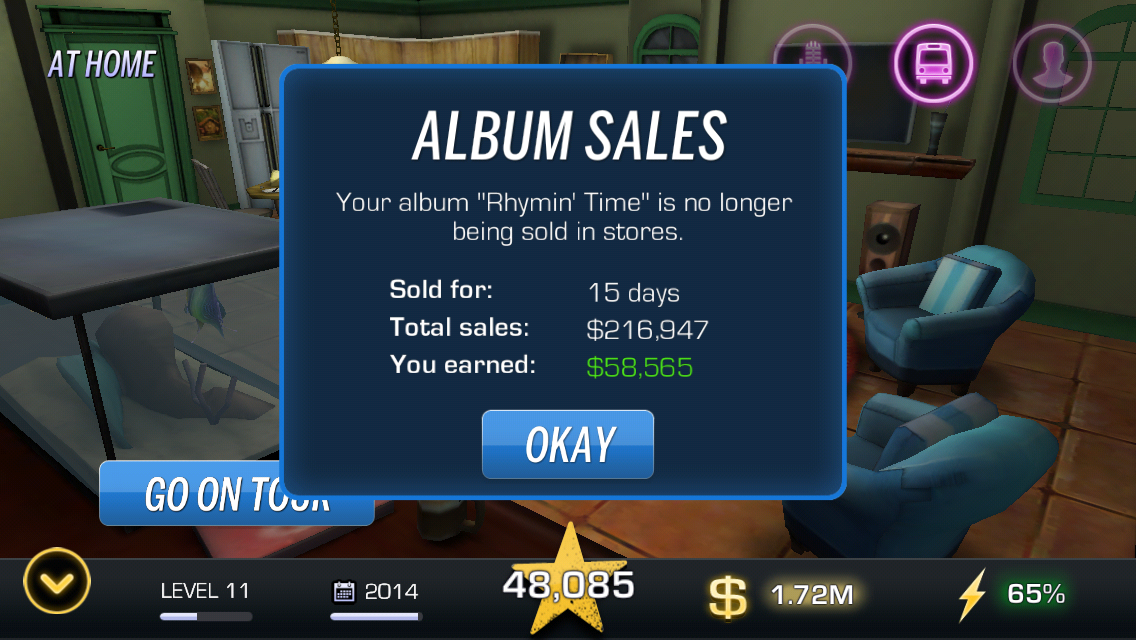 AT HOME
ALBUM SALES
Your album "Rhymin' Time" is no longer
being sold in stores.
Sold for: 15 days
Total sales: $216,947
You earned: $58,565
OKAY
GO ON TOUR
LEVEL 11
2014
48,085
$ 1.72M
65%